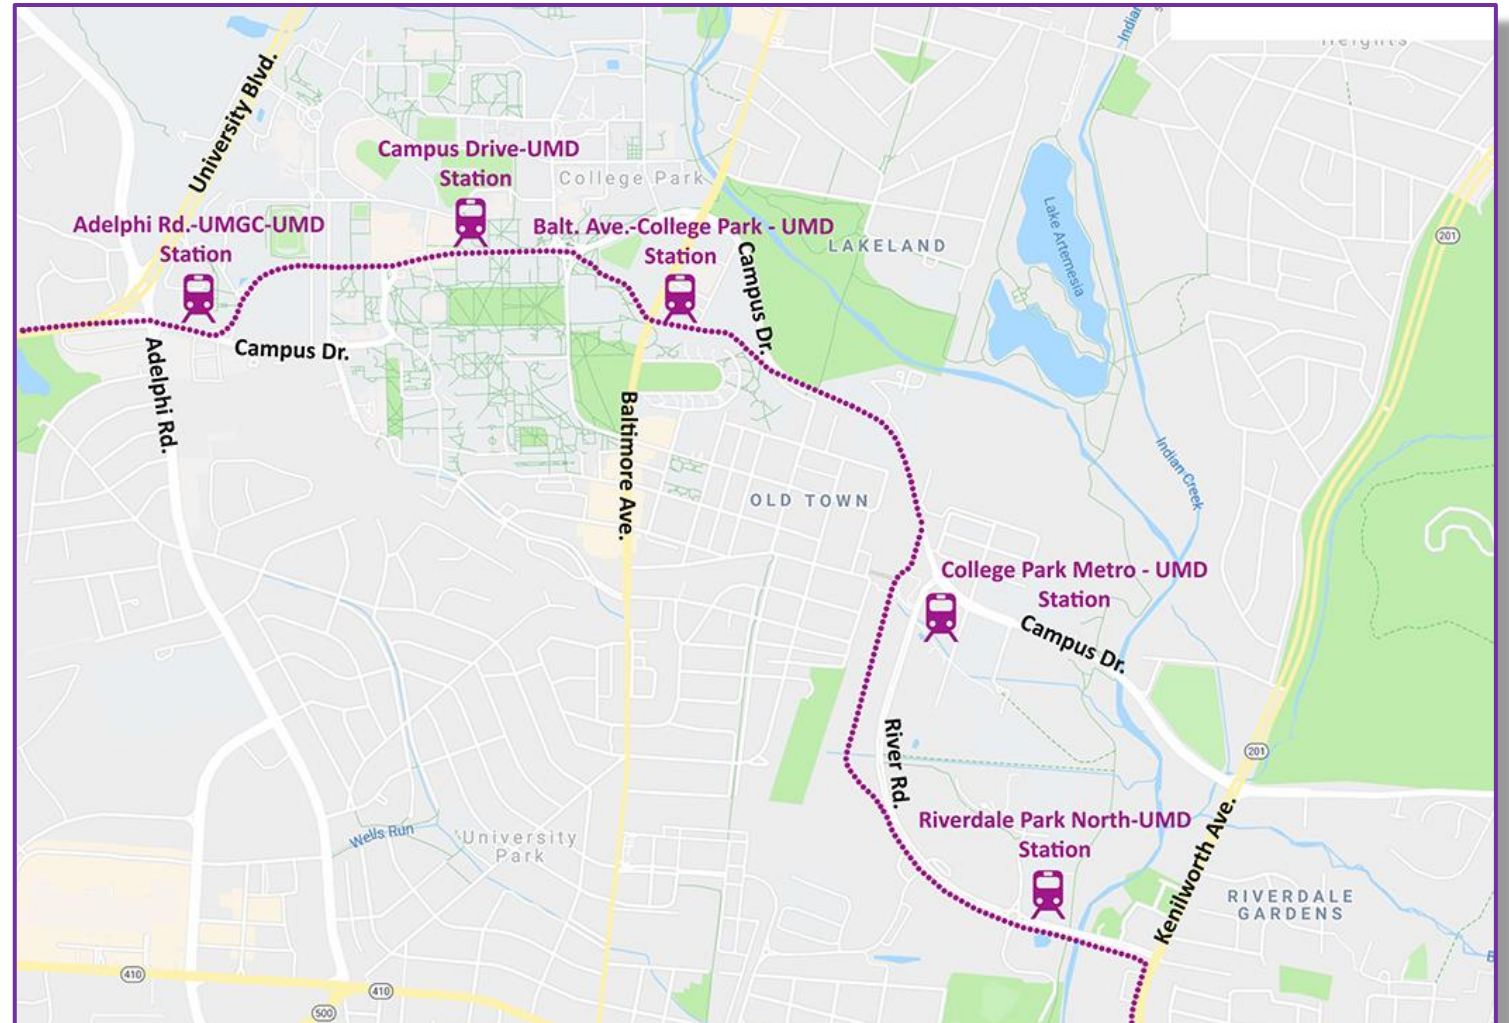 Indian
Heights
University Blvd.
Campus Drive-UMD
Station
College Park
Adelphi Rd.-UMGC-UMD
Station
Balt. Ave.-College Park - UMD
Station
LAKELAND
Lake Artemesia
201
Campus Dr.
Campus Dr.
Adelphi Rd.
Baltimore Ave.
Indian Creek
OLD TOWN
College Park Metro - UMD
Station
Campus Dr.
River Rd.
201
Riverdale Park North-UMD
Station
Wells Run
University
Park
Kenilworth Ave.
RIVERDALE
GARDENS
410
410
500